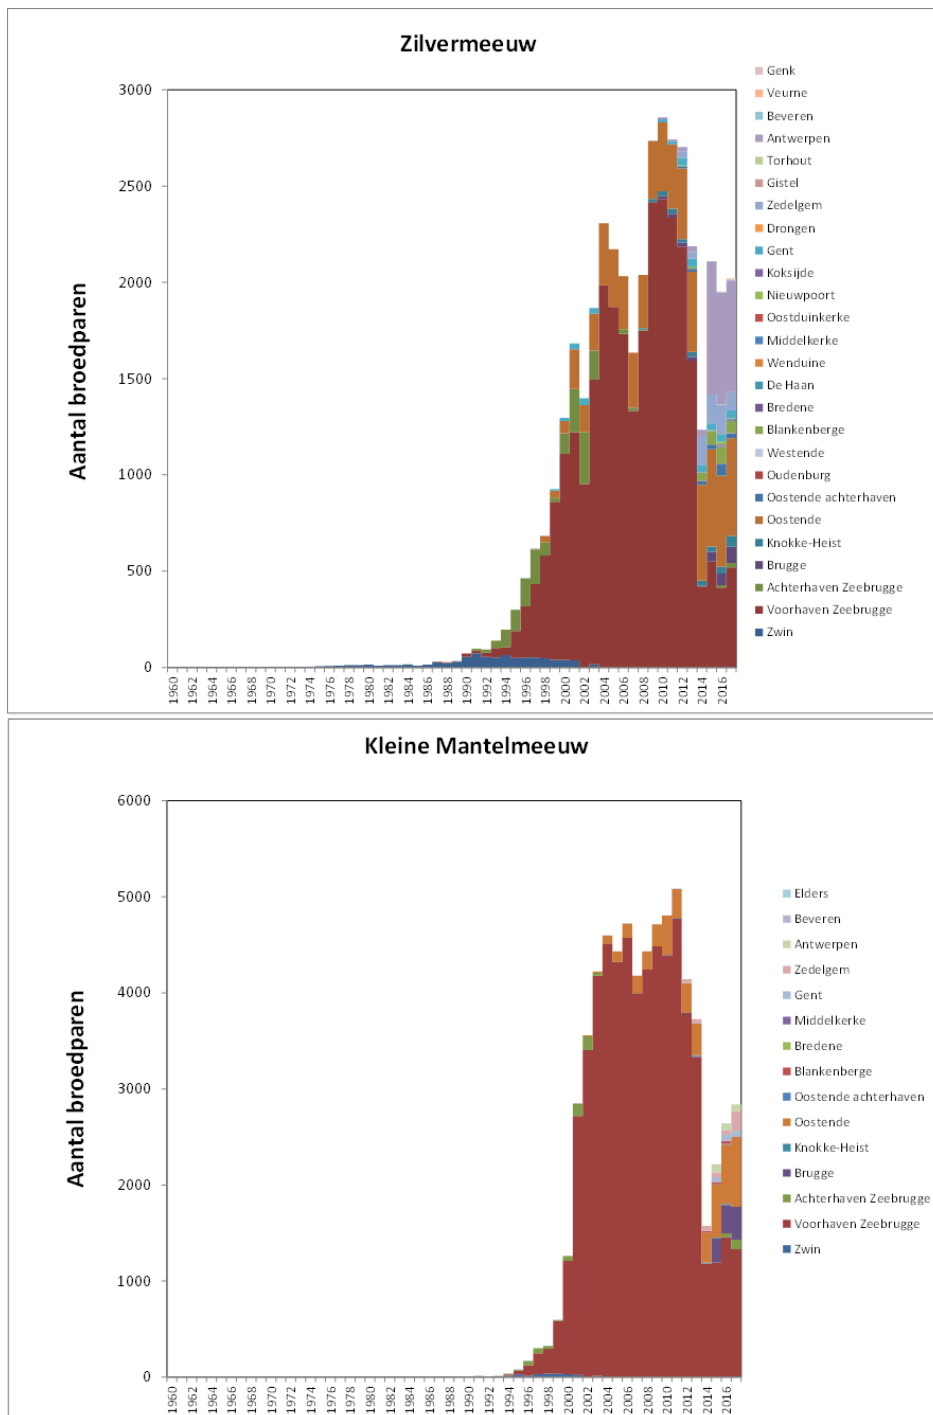 Zilvermeeuw
Aantal broedparen
3000
2500
2000
1500
1000
500
0
1960
1962
1964
1966
1968
1970
1972
1974
1976
1978
1980
1982
1984
1986
1988
1990
1992
1994
1996
1998
2000
2002
2004
2006
2008
2010
2012
2014
2016
Genk
Veurne
Beveren
Antwerpen
Torhout
Gistel
Zedelgem
Drongen
Gent
Koksijde
Nieuwpoort
Oostduinkerke
Middelkerke
Wenduine
De Haan
Bredene
Blankenberge
Westende
Oudenburg
Oostende achterhaven
Oostende
Knokke-Heist
Brugge
Achterhaven Zeebrugge
Voorhaven Zeebrugge
Zwin
Kleine Mantelmeeuw
Aantal broedparen
6000
5000
4000
3000
2000
1000
0
1960
1962
1964
1966
1968
1970
1972
1974
1976
1978
1980
1982
1984
1986
1988
1990
1992
1994
1996
1998
2000
2002
2004
2006
2008
2010
2012
2014
2016
Elders
Beveren
Antwerpen
Zedelgem
Gent
Middelkerke
Bredene
Blankenberge
Oostende achterhaven
Oostende
Knokke-Heist
Brugge
Achterhaven Zeebrugge
Voorhaven Zeebrugge
Zwin